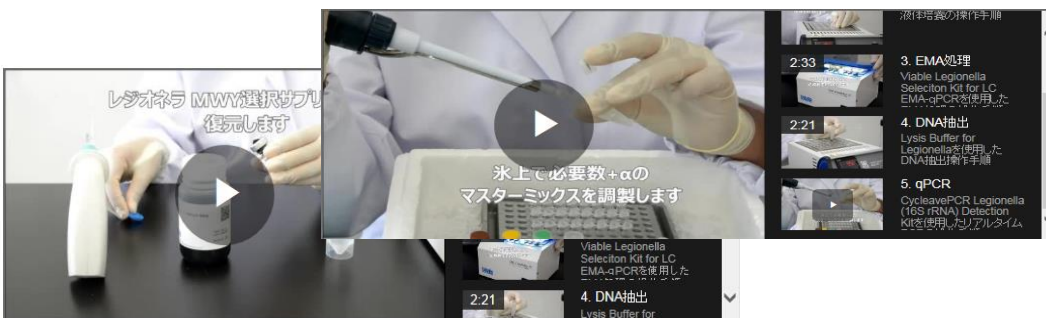 レジオネラ MWY選択サプリ
復元します
氷上で必要数+αの
マスターミックスを調製します
液体培養の操作手順
2:33
3. EMA処理
Viable Legionella
Seleciton Kit for LC
EMA-qPCRを使用した
2:21
4. DNA抽出
Lysis Buffer for
Legionellaを使用した
DNA抽出操作手順
5. qPCR
CycleavePCR Legionella
(16S rRNA) Detection
Kitを使用したリアルタイム
Viable Legionella
Seleciton Kit for LC
EMA-qPCRを使用した
2:21
4. DNA抽出
Lysis Buffer for